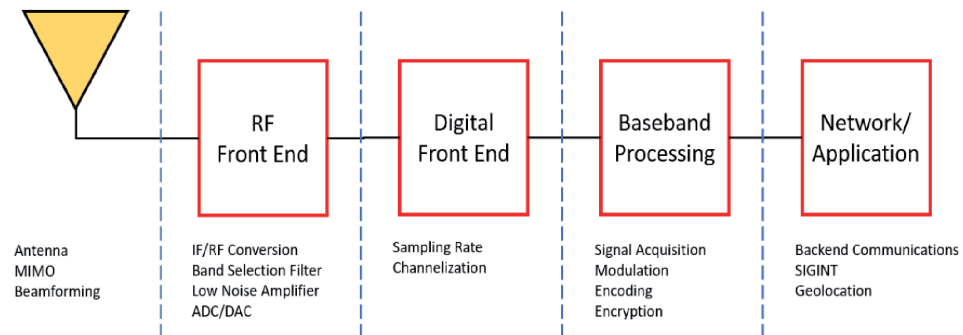 RF
Front End
Digital
Front End
Baseband
Processing
Network/
Application
Antenna
MIMO
Beamforming
IF/RF Conversion
Band Selection Filter
Low Noise Amplifier
ADC/DAC
Sampling Rate
Channelization
Signal Acquisition
Modulation
Encoding
Encryption
Backend Communications
SIGINT
Geolocation